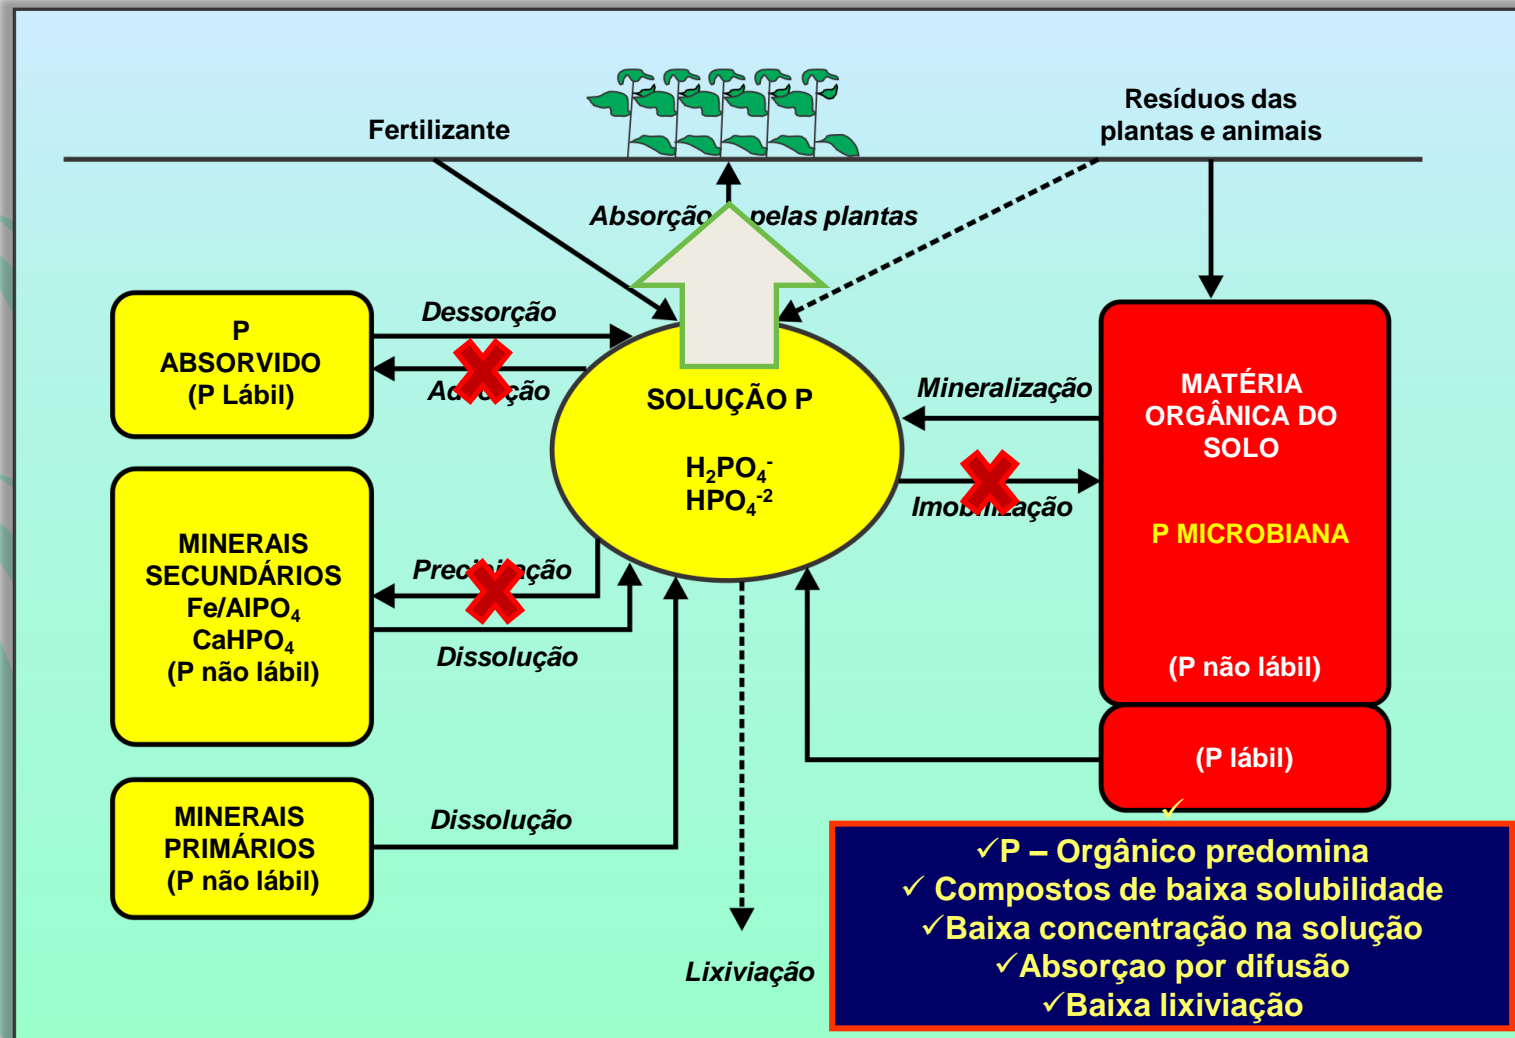 Fertilizante
Resíduos das
plantas e animais
Absorção pelas plantas
P
ABSORVIDO
(P Lábil)
Dessorção
SOLUÇÃO P
H₂PO₄⁻
HPO₄⁻²
Mineralização
MATÉRIA
ORGÂNICA DO
SOLO
P MICROBIANA
(P não lábil)
(P lábil)
MINERAIS
SECUNDÁRIOS
Fe/AlPO₄
CaHPO₄
(P não lábil)
Precipitação
Dissolução
Imobilização
MINERAIS
PRIMÁRIOS
(P não lábil)
Dissolução
Lixiviação
✓
✓P – Orgânico predomina
✓ Compostos de baixa solubilidade
✓Baixa concentração na solução
✓Absorçao por difusão
✓Baixa lixiviação